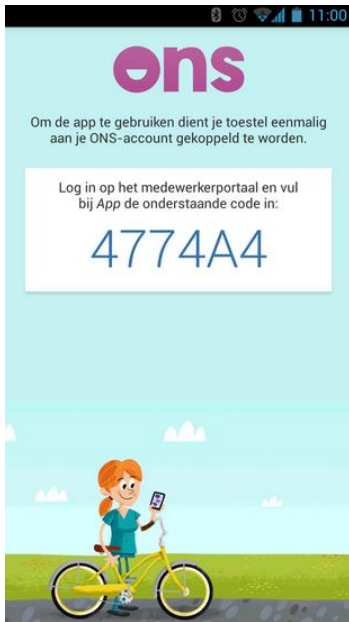 11:00
ons
Om de app te gebruiken dient je toestel eenmalig
aan je ONS-account gekoppeld te worden.
Log in op het medewerkerportaal en vul
bij App de onderstaande code in:
4774A4